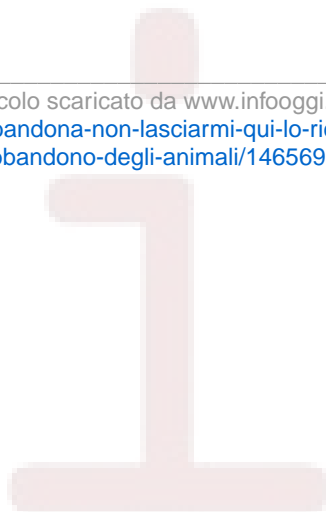 colo scaricato da www.infooggi
bandona-non-lasciarmi-qui-lo-ri
bbandono-degli-animali/146569